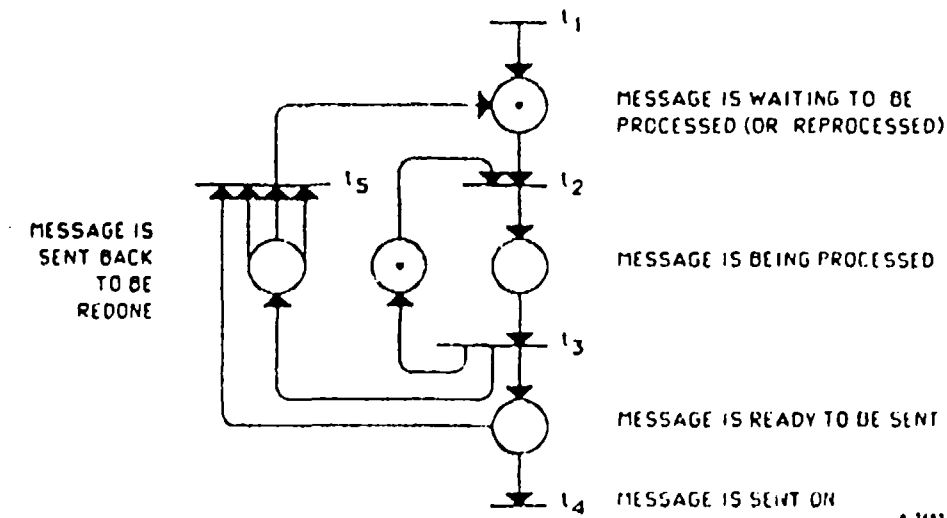 t1
MESSAGE IS WAITING TO BE
PROCESSED (OR REPROCESSED)
t5
t2
MESSAGE IS
SENT BACK
TO BE
REDONE
MESSAGE IS BEING PROCESSED
t3
MESSAGE IS READY TO BE SENT
t4
MESSAGE IS SENT ON